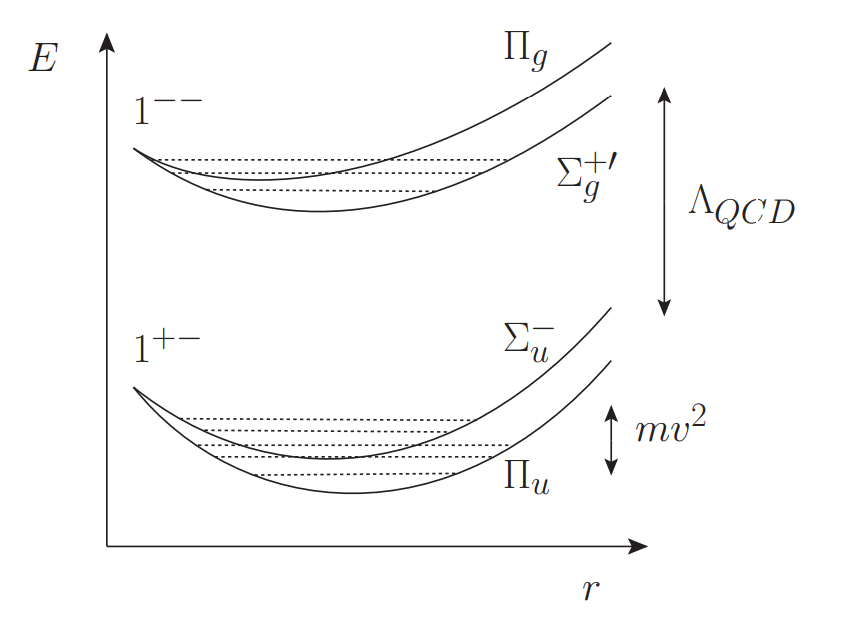 E
Π_g
1^{--}
Σ_g^{+′}
Λ_{QCD}
1^{+-}
Σ_u^-
mv^2
Π_u
r